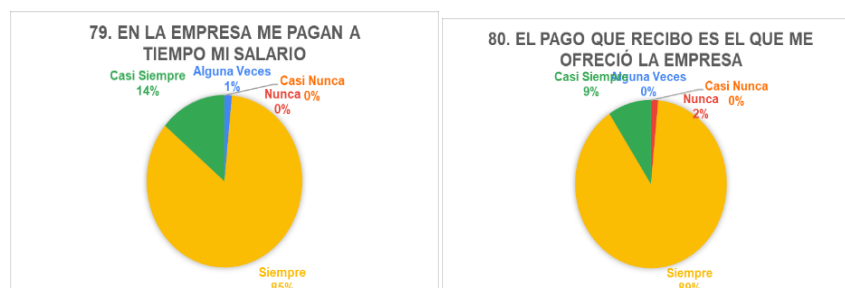 79. EN LA EMPRESA ME PAGAN A
TIEMPO MI SALARIO
Casi Siempre
14%
Alguna Veces
1%
Casi Nunca
0%
Nunca
0%
Siempre
85%
80. EL PAGO QUE RECIBO ES EL QUE ME
OFRECIÓ LA EMPRESA
Casi Siempre
9%
Alguna Veces
0%
Casi Nunca
0%
Nunca
2%
Siempre
89%